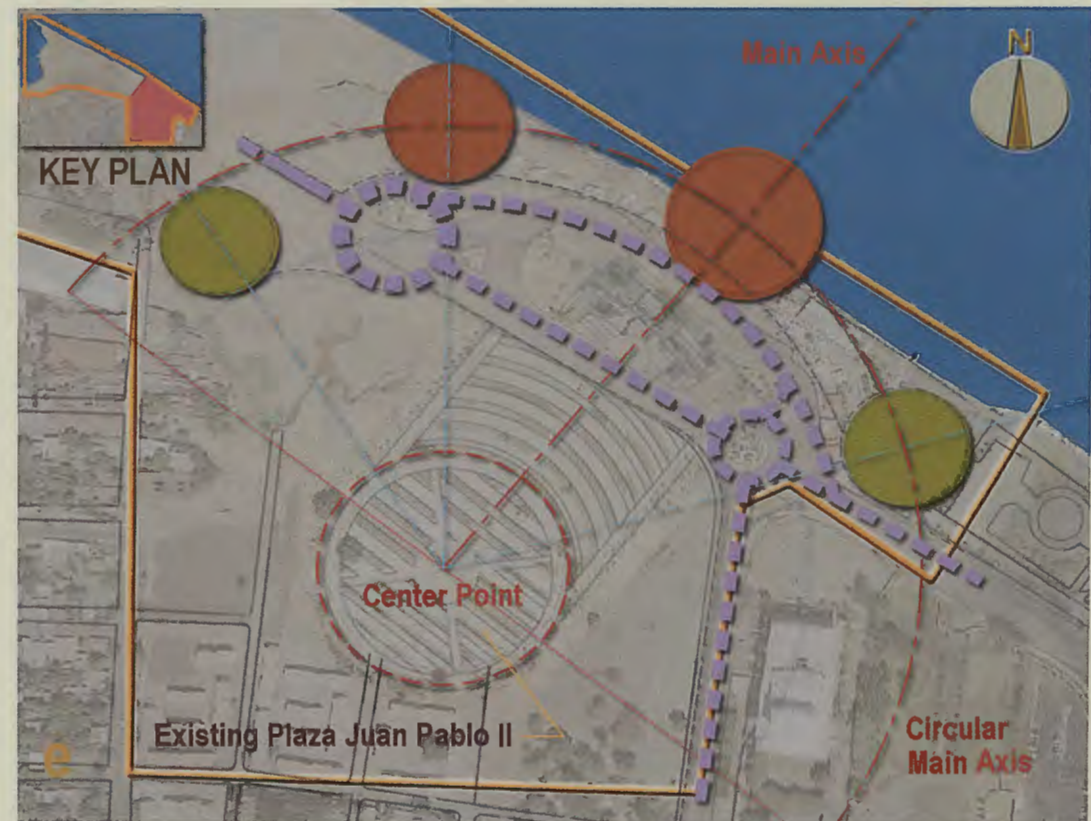 Main Axis
N
KEY PLAN
Center Point
Existing Plaza Juan Pablo II
Circular
Main Axis
e